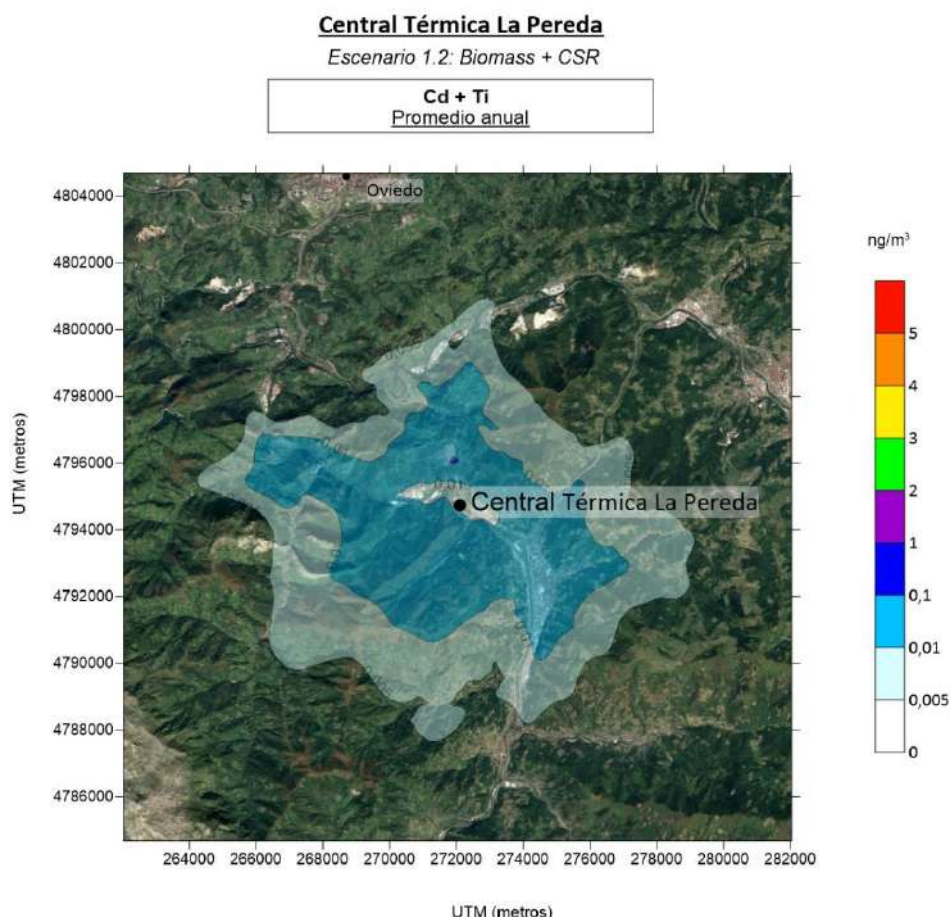 Central Térmica La Pereda
Escenario 1.2: Biomass + CSR
Cd + Ti
Promedio anual
Oviedo
Central Térmica La Pereda
UTM (metros)
4804000
4802000
4800000
4798000
4796000
4794000
4792000
4790000
4788000
4786000
264000 266000 268000 270000 272000 274000 276000 278000 280000 282000
UTM (metros)
ng/m³
5
4
3
2
1
0,1
0,01
0,005
0